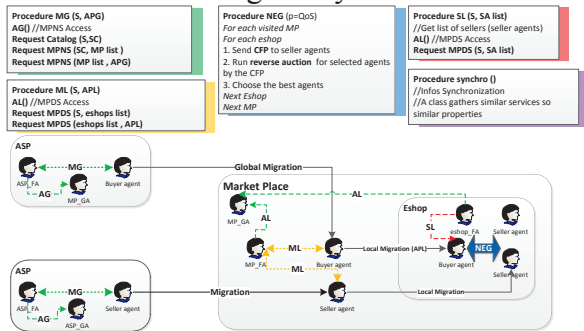 Procedure MG (S, APG)
AG() //MPNS Access
Request Catalog (S,SC)
Request MPNS (SC, MP list )
Request MPNS (MP list , APG)
Procedure ML (S, APL)
AL() //MPDS Access
Request MPDS (S, eshops list)
Request MPDS (eshops list , APL)
Procedure NEG (p=QoS)
For each visited MP
For each eshop
1. Send CFP to seller agents
2. Run reverse auction for selected agents
by the CFP
3. Choose the best agents
Next Eshop
Next MP
Procedure SL (S, SA list)
//Get list of sellers (seller agents)
AL() //MPDS Access
Request MPDS (S, SA list)
Procedure synchro ()
//Infos Synchronization
//A class gathers similar services so
similar properties
ASP
MG
ASP_FA
Buyer agent
AG
MP_GA
Global Migration
Market Place
MP_GA
AL
AL
MP_FA
ML
Buyer agent
ML
Seller agent
Local Migration (APL)
Eshop
eshop_FA
Seller agent
SL
NEG
Buyer agent
Seller agent
Local Migration
ASP
MG
ASP_FA
Seller agent
AG
ASP_GA
Migration